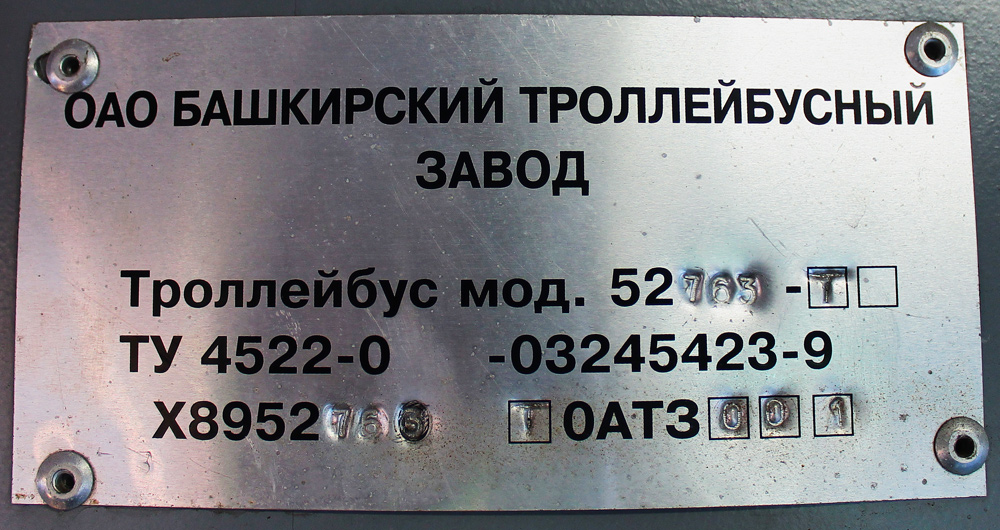 ОАО БАШКИРСКИЙ ТРОЛЛЕЙБУСНЫЙ
ЗАВОД
Троллейбус мод. 52763 -Т
ТУ 4522-0 -03245423-9
Х8952763 Т0АТЗ001